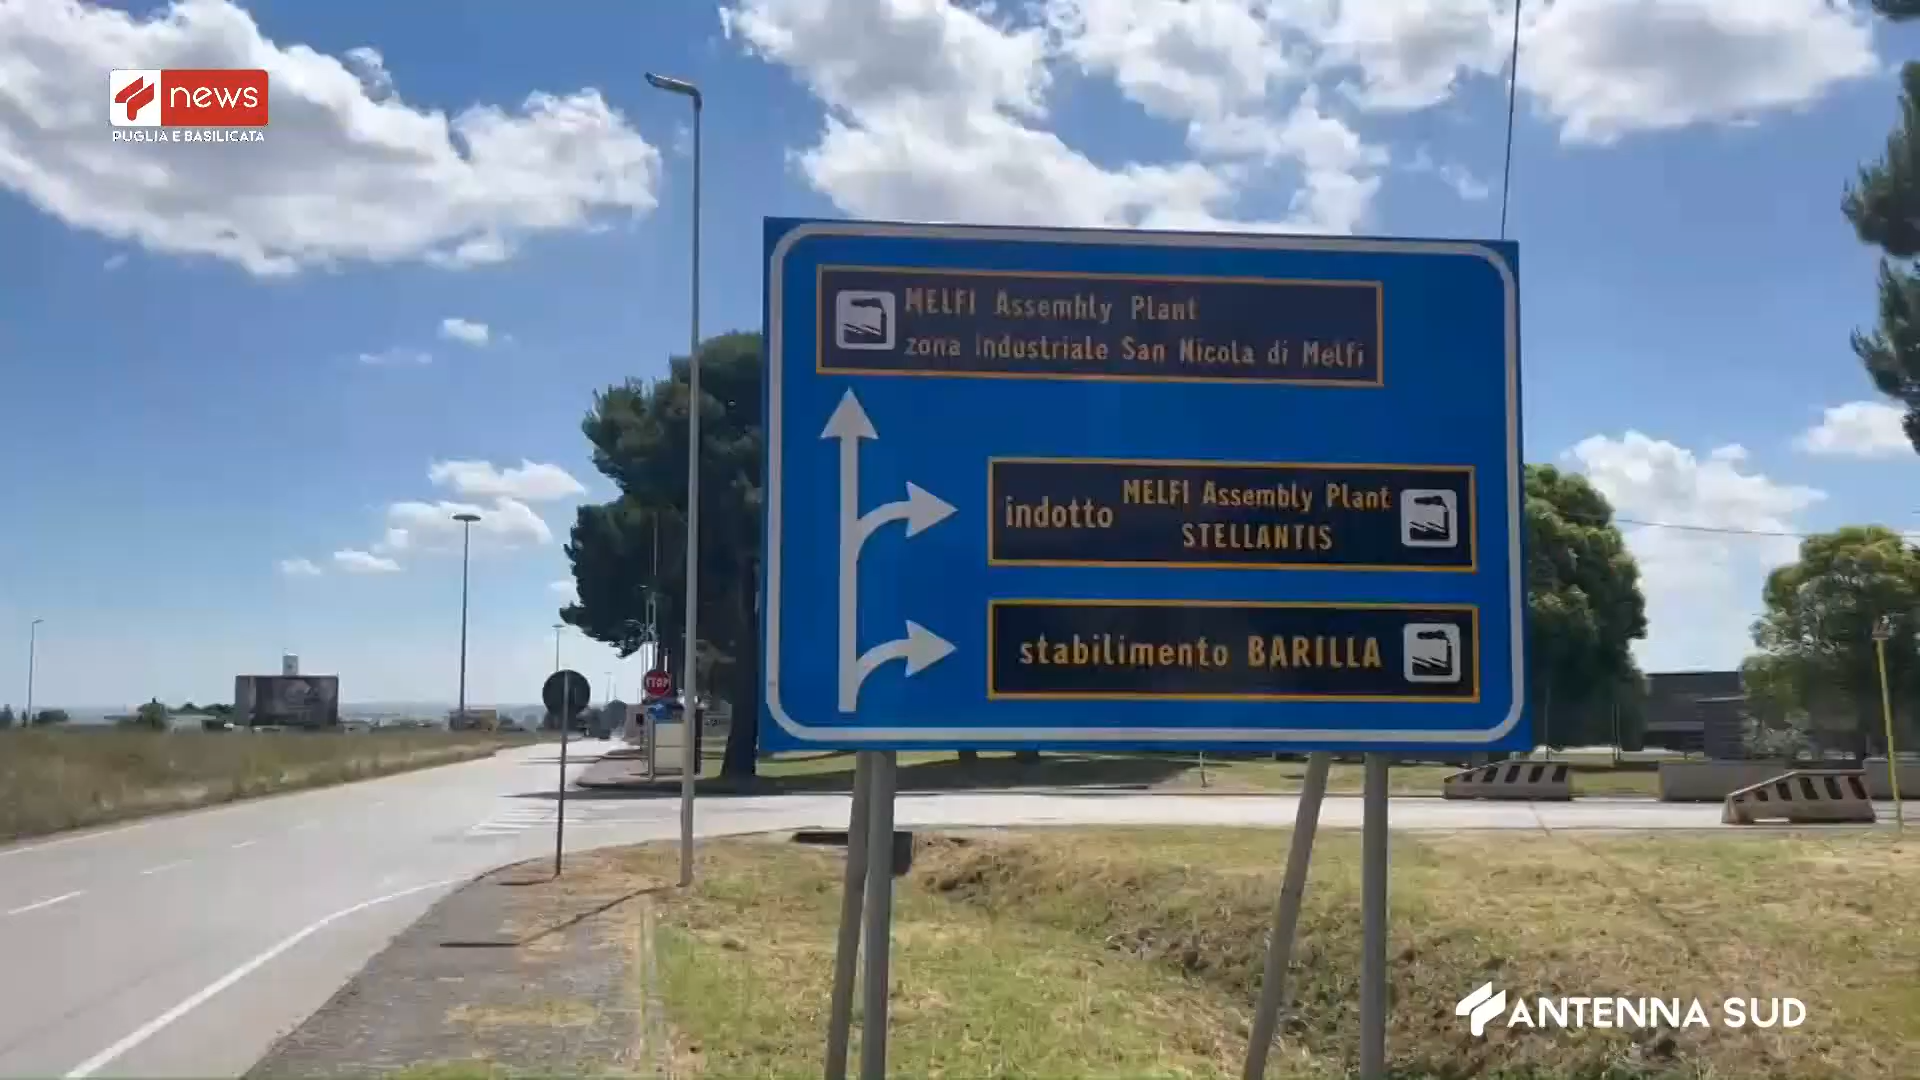 news
PUGLIA E BASILICATA
MELFI Assembly Plant
zona industriale San Nicola di Melfi
indotto MELFI Assembly Plant
STELLANTIS
stabilimento BARILLA
STOP
ANTENNA SUD